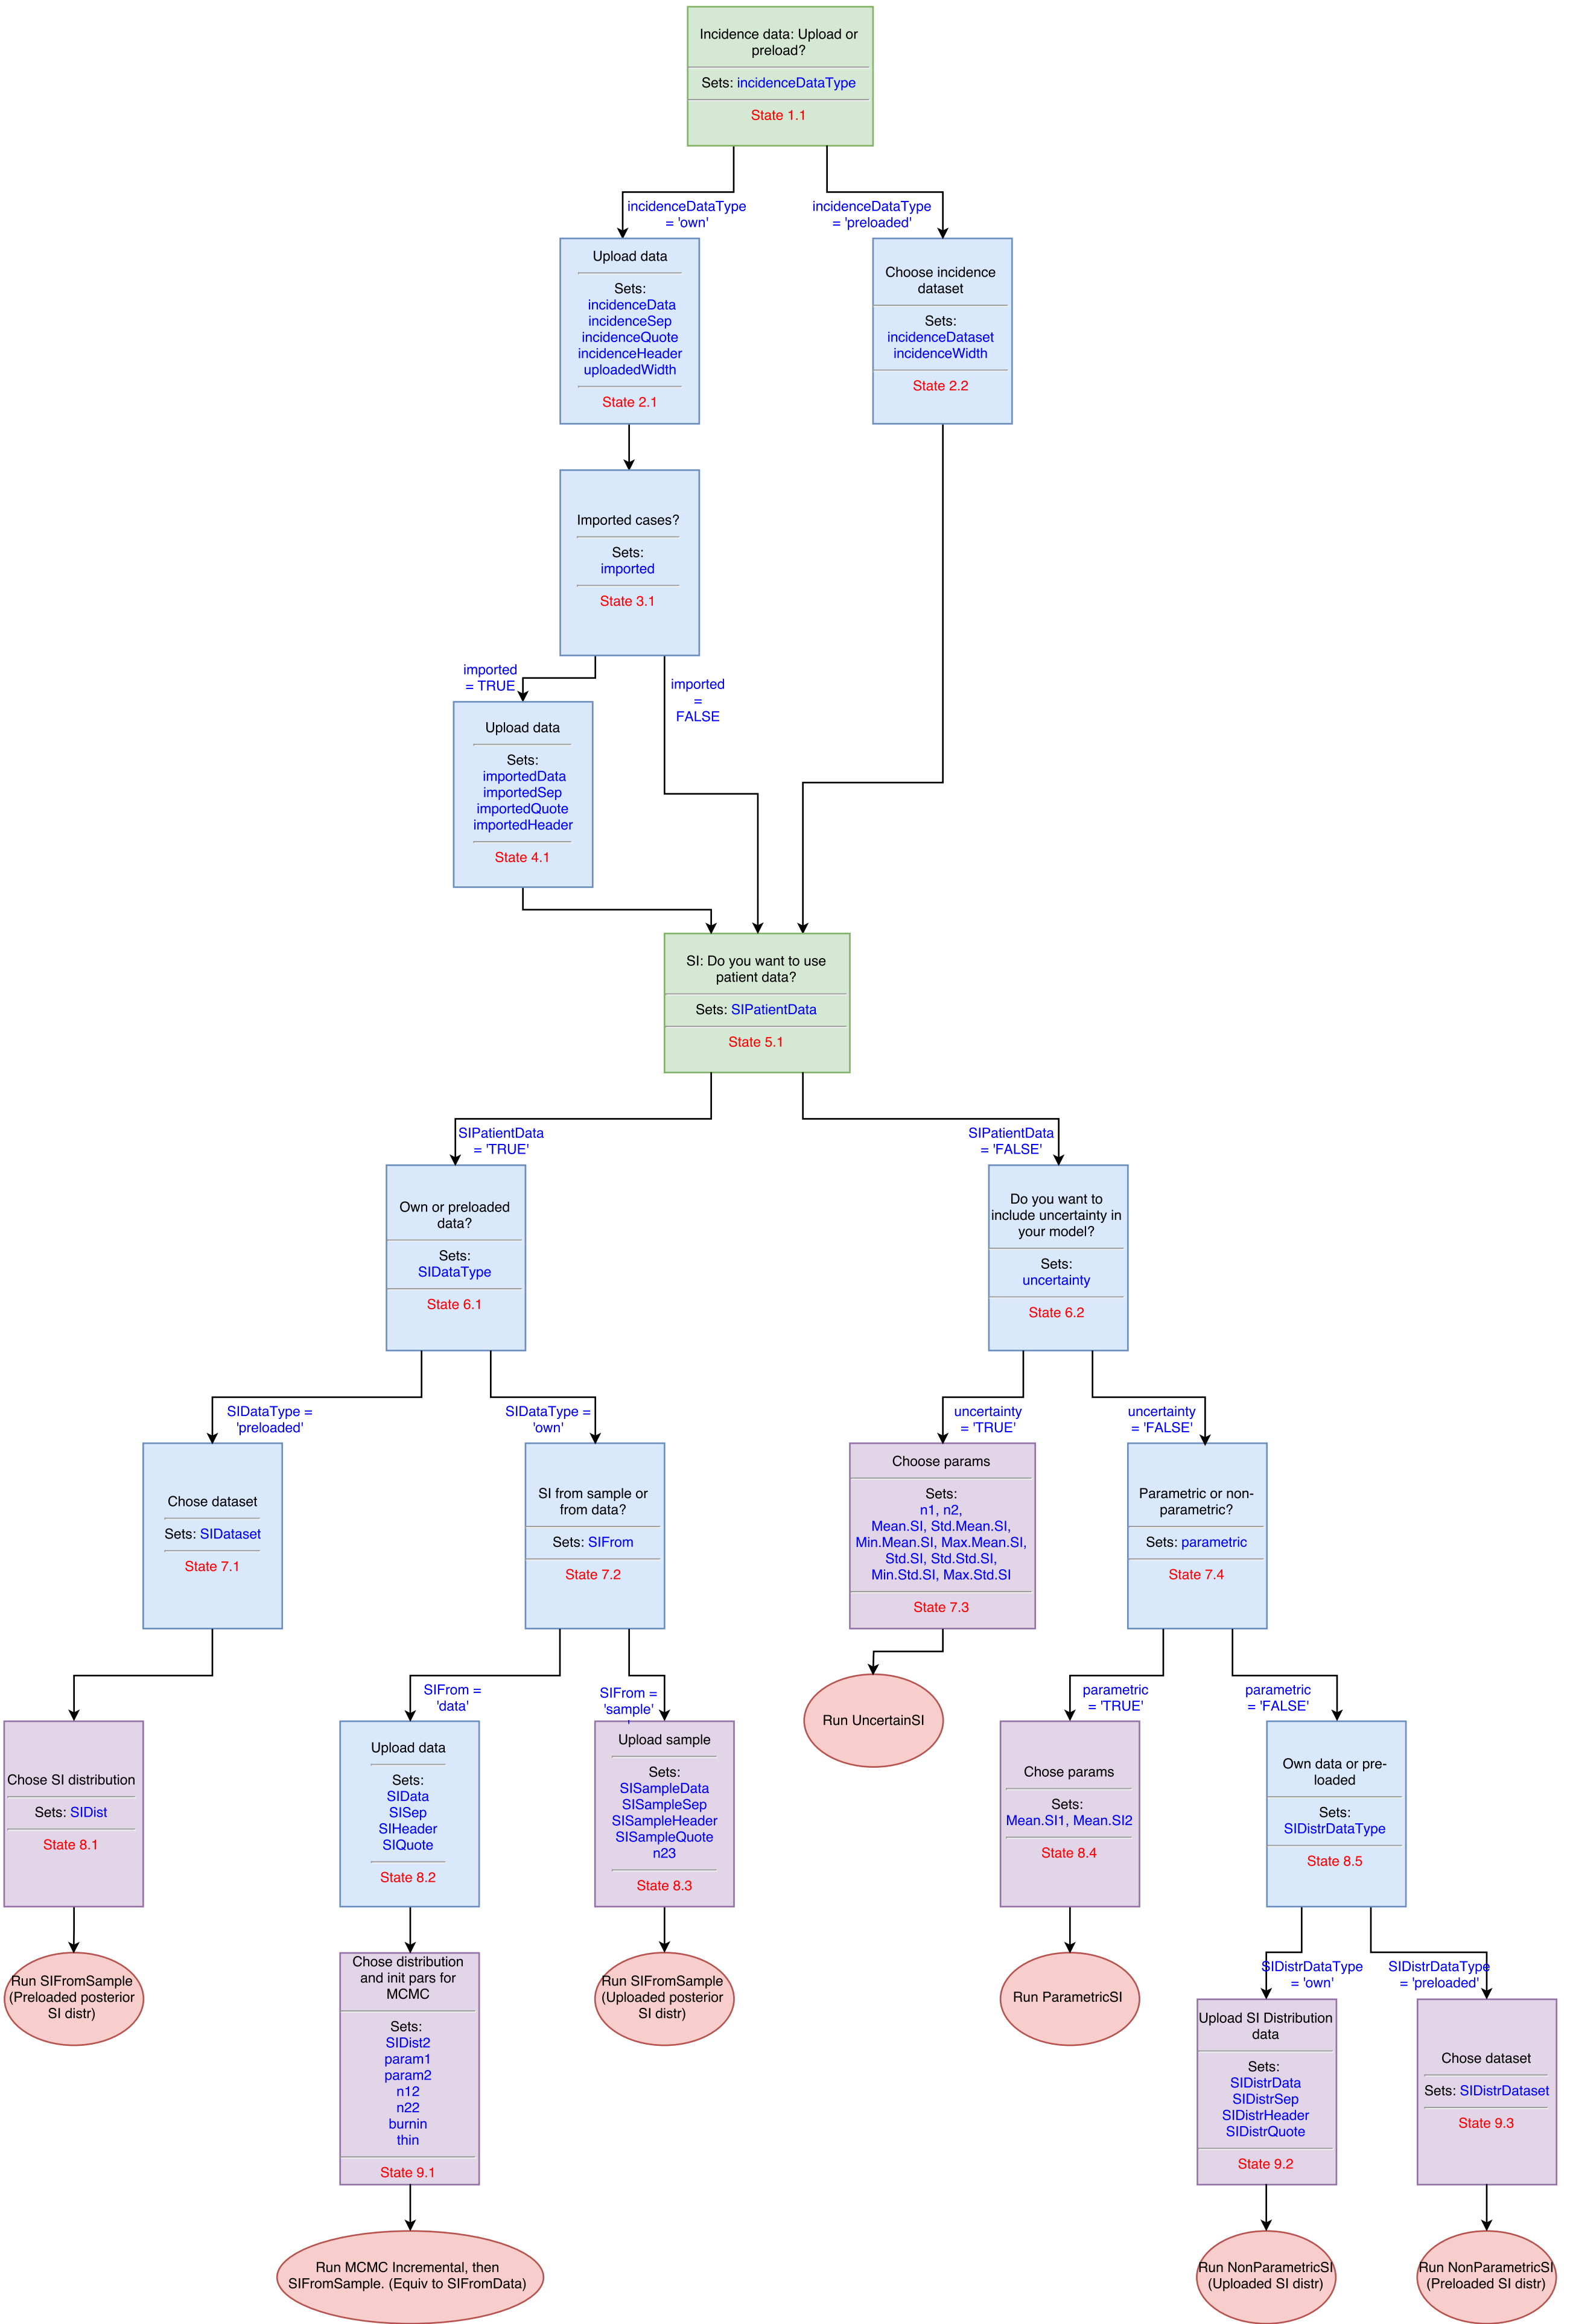 Incidence data: Upload or
preload?
Sets: incidenceDataType
State 1.1
incidenceDataType
= 'own'
incidenceDataType
= 'preloaded'
Upload data
Sets:
incidenceData
incidenceSep
incidenceQuote
incidenceHeader
uploadedWidth
State 2.1
Choose incidence
dataset
Sets:
incidenceDataset
incidenceWidth
State 2.2
Imported cases?
Sets:
imported
State 3.1
imported
= TRUE
imported
=
FALSE
Upload data
Sets:
importedData
importedSep
importedQuote
importedHeader
State 4.1
SI: Do you want to use
patient data?
Sets: SIPatientData
State 5.1
SIPatientData
= 'TRUE'
SIPatientData
= 'FALSE'
Own or preloaded
data?
Sets:
SIDataType
State 6.1
Do you want to
include uncertainty in
your model?
Sets:
uncertainty
State 6.2
SIDataType =
'preloaded'
SIDataType =
'own'
uncertainty
= 'TRUE'
uncertainty
= 'FALSE'
Chose dataset
Sets: SIDataset
State 7.1
SI from sample or
from data?
Sets: SIFrom
State 7.2
Choose params
Sets:
n1, n2,
Mean.SI, Std.Mean.SI,
Min.Mean.SI, Max.Mean.SI,
Std.SI, Std.Std.SI,
Min.Std.SI, Max.Std.SI
State 7.3
Parametric or non-
parametric?
Sets: parametric
State 7.4
SIFrom =
'data'
SIFrom =
'sample'
'
Run UncertainSI
parametric
= 'TRUE'
parametric
= 'FALSE'
Chose SI distribution
Sets: SIDist
State 8.1
Upload data
Sets:
SIData
SISep
SIHeader
SIQuote
State 8.2
Upload sample
Sets:
SISampleData
SISampleSep
SISampleHeader
SISampleQuote
n23
State 8.3
Chose params
Sets:
Mean.SI1, Mean.SI2
State 8.4
Own data or pre-
loaded
Sets:
SIDistrDataType
State 8.5
Run SIFromSample
(Preloaded posterior
SI distr)
Chose distribution
and init pars for
MCMC
Sets:
SIDist2
param1
param2
n12
n22
burnin
thin
State 9.1
Run SIFromSample
(Uploaded posterior
SI distr)
Run ParametricSI
SIDistrDataType
= 'own'
SIDistrDataType
= 'preloaded'
Upload SI Distribution
data
Sets:
SIDistrData
SIDistrSep
SIDistrHeader
SIDistrQuote
State 9.2
Chose dataset
Sets: SIDistrDataset
State 9.3
Run MCMC Incremental, then
SIFromSample. (Equiv to SIFromData)
Run NonParametricSI
(Uploaded SI distr)
Run NonParametricSI
(Preloaded SI distr)